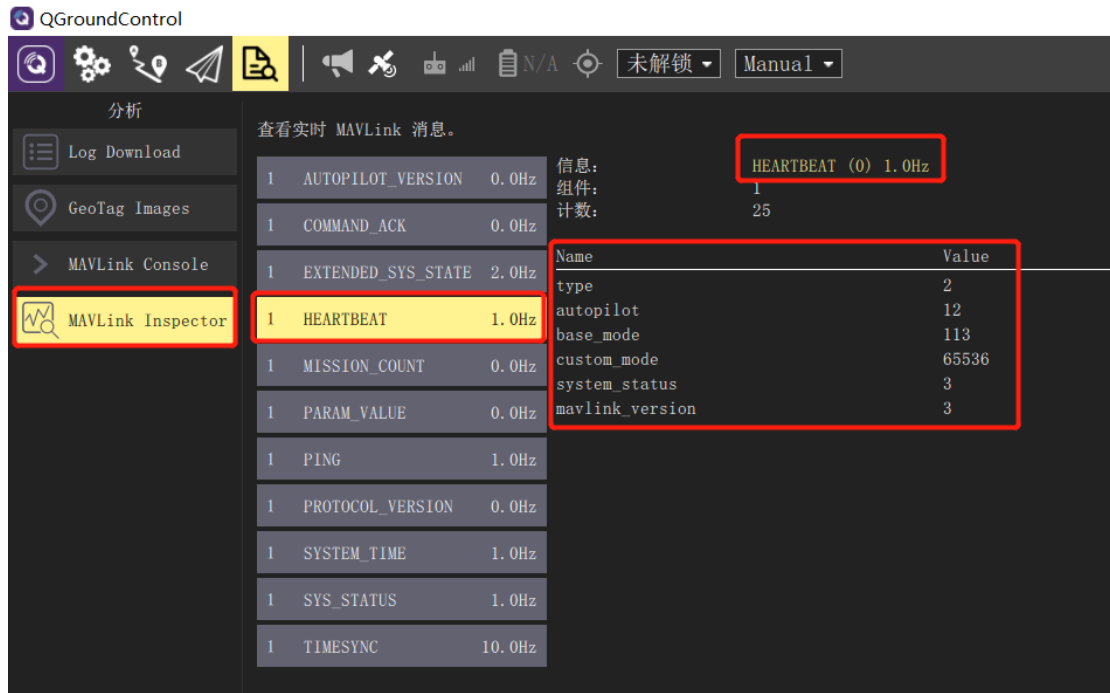 QGroundControl
N/A 未解锁 Manual
分析
Log Download
GeoTag Images
MAVLink Console
MAVLink Inspector
查看实时 MAVLink 消息。
1 AUTOPILOT_VERSION 0.0Hz
1 COMMAND_ACK 0.0Hz
1 EXTENDED_SYS_STATE 2.0Hz
1 HEARTBEAT 1.0Hz
1 MISSION_COUNT 0.0Hz
1 PARAM_VALUE 0.0Hz
1 PING 1.0Hz
1 PROTOCOL_VERSION 0.0Hz
1 SYSTEM_TIME 1.0Hz
1 SYS_STATUS 1.0Hz
1 TIMESYNC 10.0Hz
信息: HEARTBEAT (0) 1.0Hz
组件: 1
计数: 25
Name Value
type 2
autopilot 12
base_mode 113
custom_mode 65536
system_status 3
mavlink_version 3